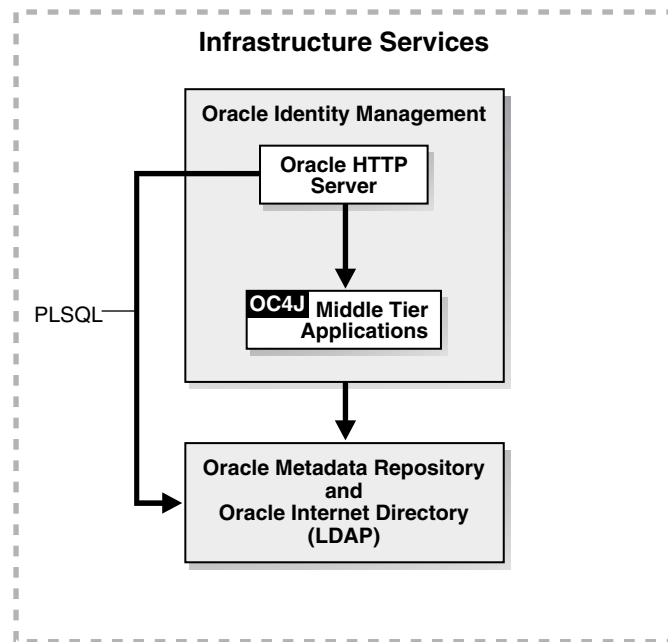 Infrastructure Services
Oracle Identity Management
Oracle HTTP
Server
OC4J
Middle Tier
Applications
PLSQL
Oracle Metadata Repository
and
Oracle Internet Directory
(LDAP)